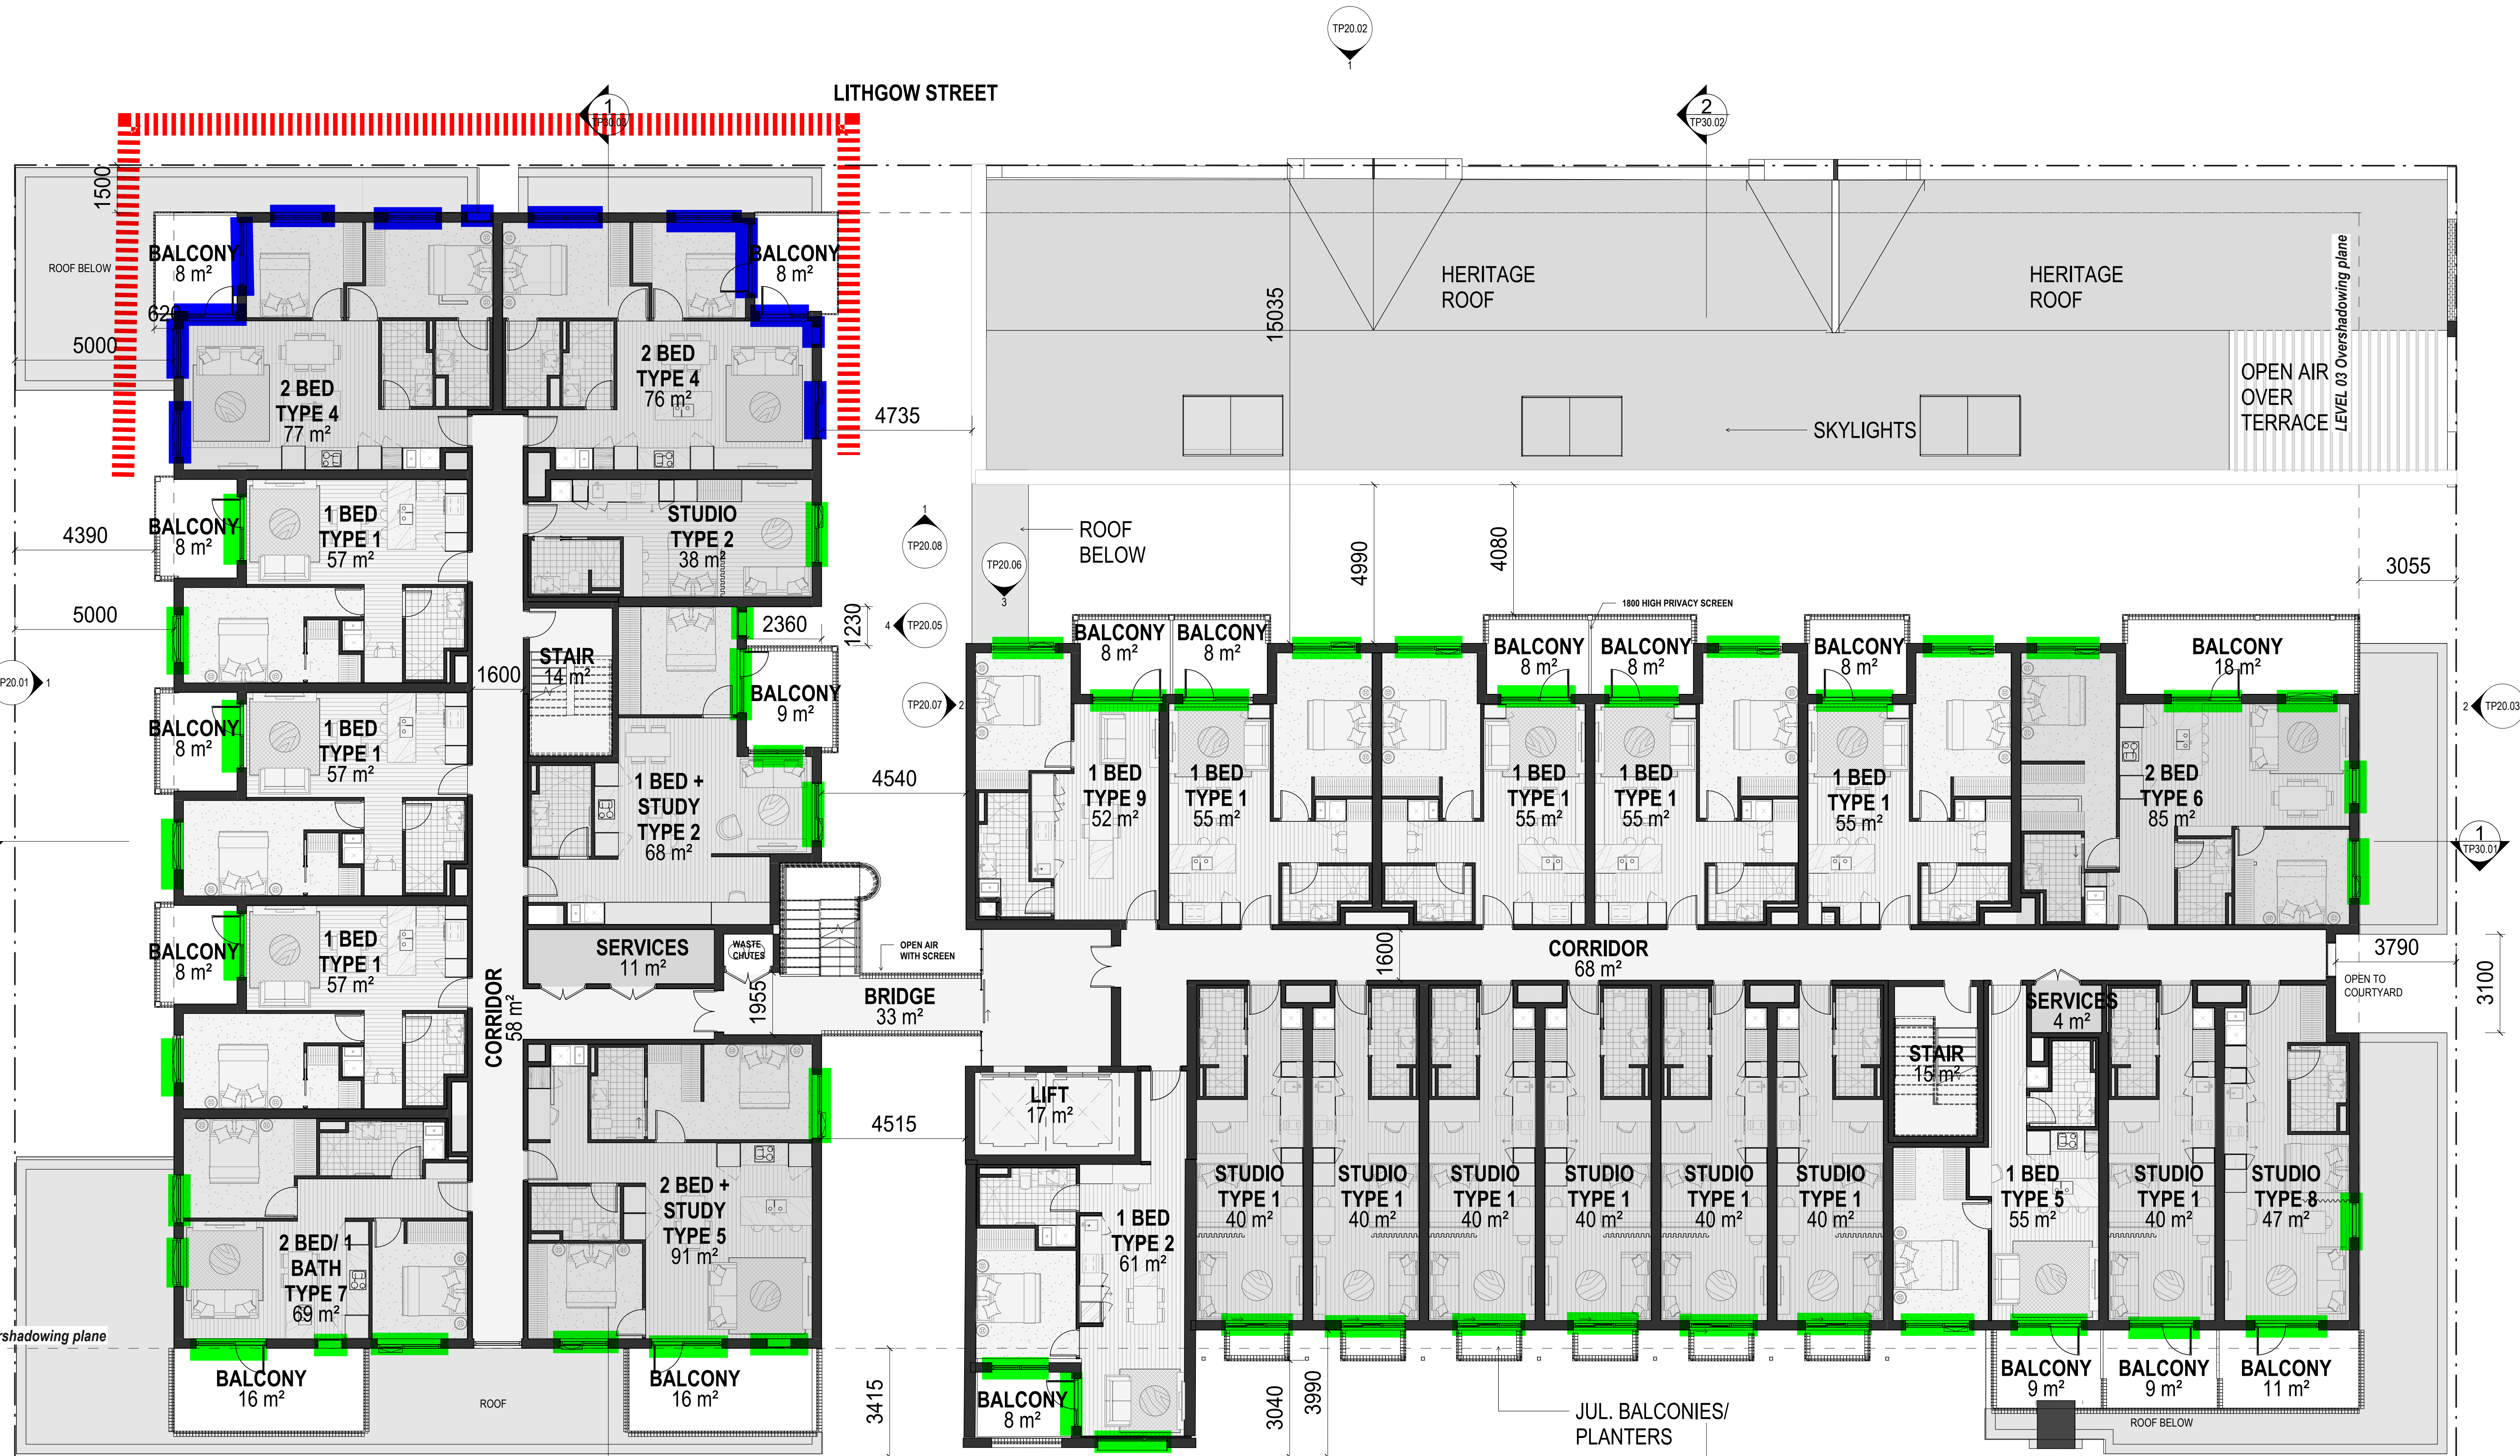 TP20.02
1
LITHGOW STREET
1
TP30.03
2
TP30.02
1500
BALCONY
8 m²
BALCONY
8 m²
ROOF BELOW
5000
2 BED
TYPE 4
77 m²
2 BED
TYPE 4
76 m²
4735
15035
HERITAGE
ROOF
HERITAGE
ROOF
LEVEL 03 Overshadowing plane
OPEN AIR
OVER
TERRACE
SKYLIGHTS
4390
BALCONY
8 m²
1 BED
TYPE 1
57 m²
STUDIO
TYPE 2
38 m²
1
TP20.08
ROOF
BELOW
TP20.06
3
4990
4080
3055
5000
1600
STAIR
14 m²
2360
1230
4
TP20.05
1800 HIGH PRIVACY SCREEN
BALCONY
8 m²
BALCONY
8 m²
BALCONY
8 m²
BALCONY
8 m²
BALCONY
8 m²
BALCONY
18 m²
P20.01
1
BALCONY
8 m²
1 BED
TYPE 1
57 m²
BALCONY
9 m²
TP20.07
2
2
TP20.03
1 BED +
STUDY
TYPE 2
68 m²
4540
1 BED
TYPE 9
52 m²
1 BED
TYPE 1
55 m²
1 BED
TYPE 1
55 m²
1 BED
TYPE 1
55 m²
1 BED
TYPE 1
55 m²
2 BED
TYPE 6
85 m²
1
TP30.01
BALCONY
8 m²
1 BED
TYPE 1
57 m²
CORRIDOR
58 m²
SERVICES
11 m²
WASTE
CHUTES
OPEN AIR
WITH SCREEN
1955
BRIDGE
33 m²
1600
CORRIDOR
68 m²
3790
OPEN TO
COURTYARD
3100
SERVICES
4 m²
STAIR
15 m²
LIFT
17 m²
4515
2 BED/ 1
BATH
TYPE 7
69 m²
2 BED +
STUDY
TYPE 5
91 m²
1 BED
TYPE 2
61 m²
STUDIO
TYPE 1
40 m²
STUDIO
TYPE 1
40 m²
STUDIO
TYPE 1
40 m²
STUDIO
TYPE 1
40 m²
STUDIO
TYPE 1
40 m²
STUDIO
TYPE 1
40 m²
1 BED
TYPE 5
55 m²
STUDIO
TYPE 1
40 m²
STUDIO
TYPE 8
47 m²
rshadowing plane
BALCONY
16 m²
ROOF
BALCONY
16 m²
3415
BALCONY
8 m²
3040
3990
JUL. BALCONIES/
PLANTERS
BALCONY
9 m²
BALCONY
9 m²
BALCONY
11 m²
ROOF BELOW